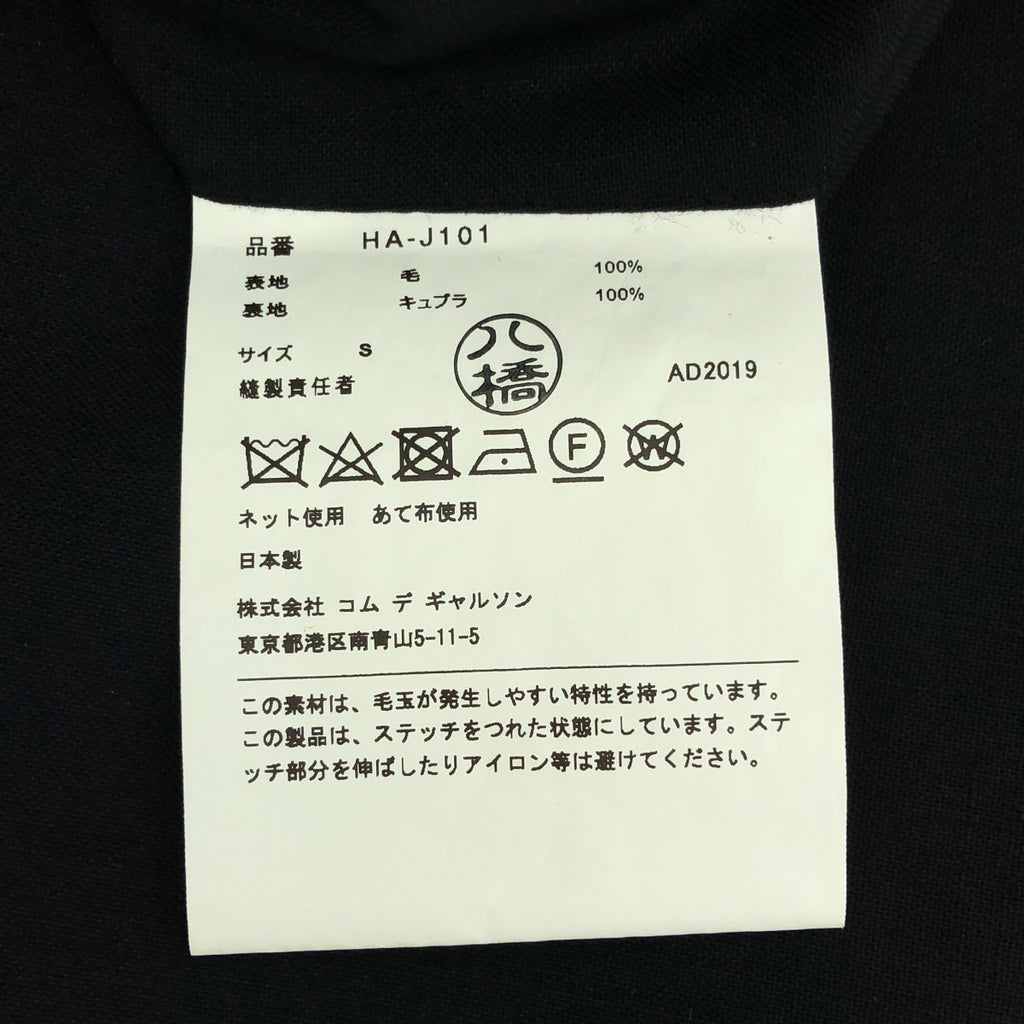 品番 HA-J101
表地 毛 100%
裏地 キュプラ 100%
サイズ S
縫製責任者 八橋 AD2019
F W
ネット使用 あて布使用
日本製
株式会社 コム デ ギャルソン
東京都港区南青山5-11-5
この素材は、毛玉が発生しやすい特性を持っています。
この製品は、ステッチをつれた状態にしています。ステ
ッチ部分を伸ばしたりアイロン等は避けてください。